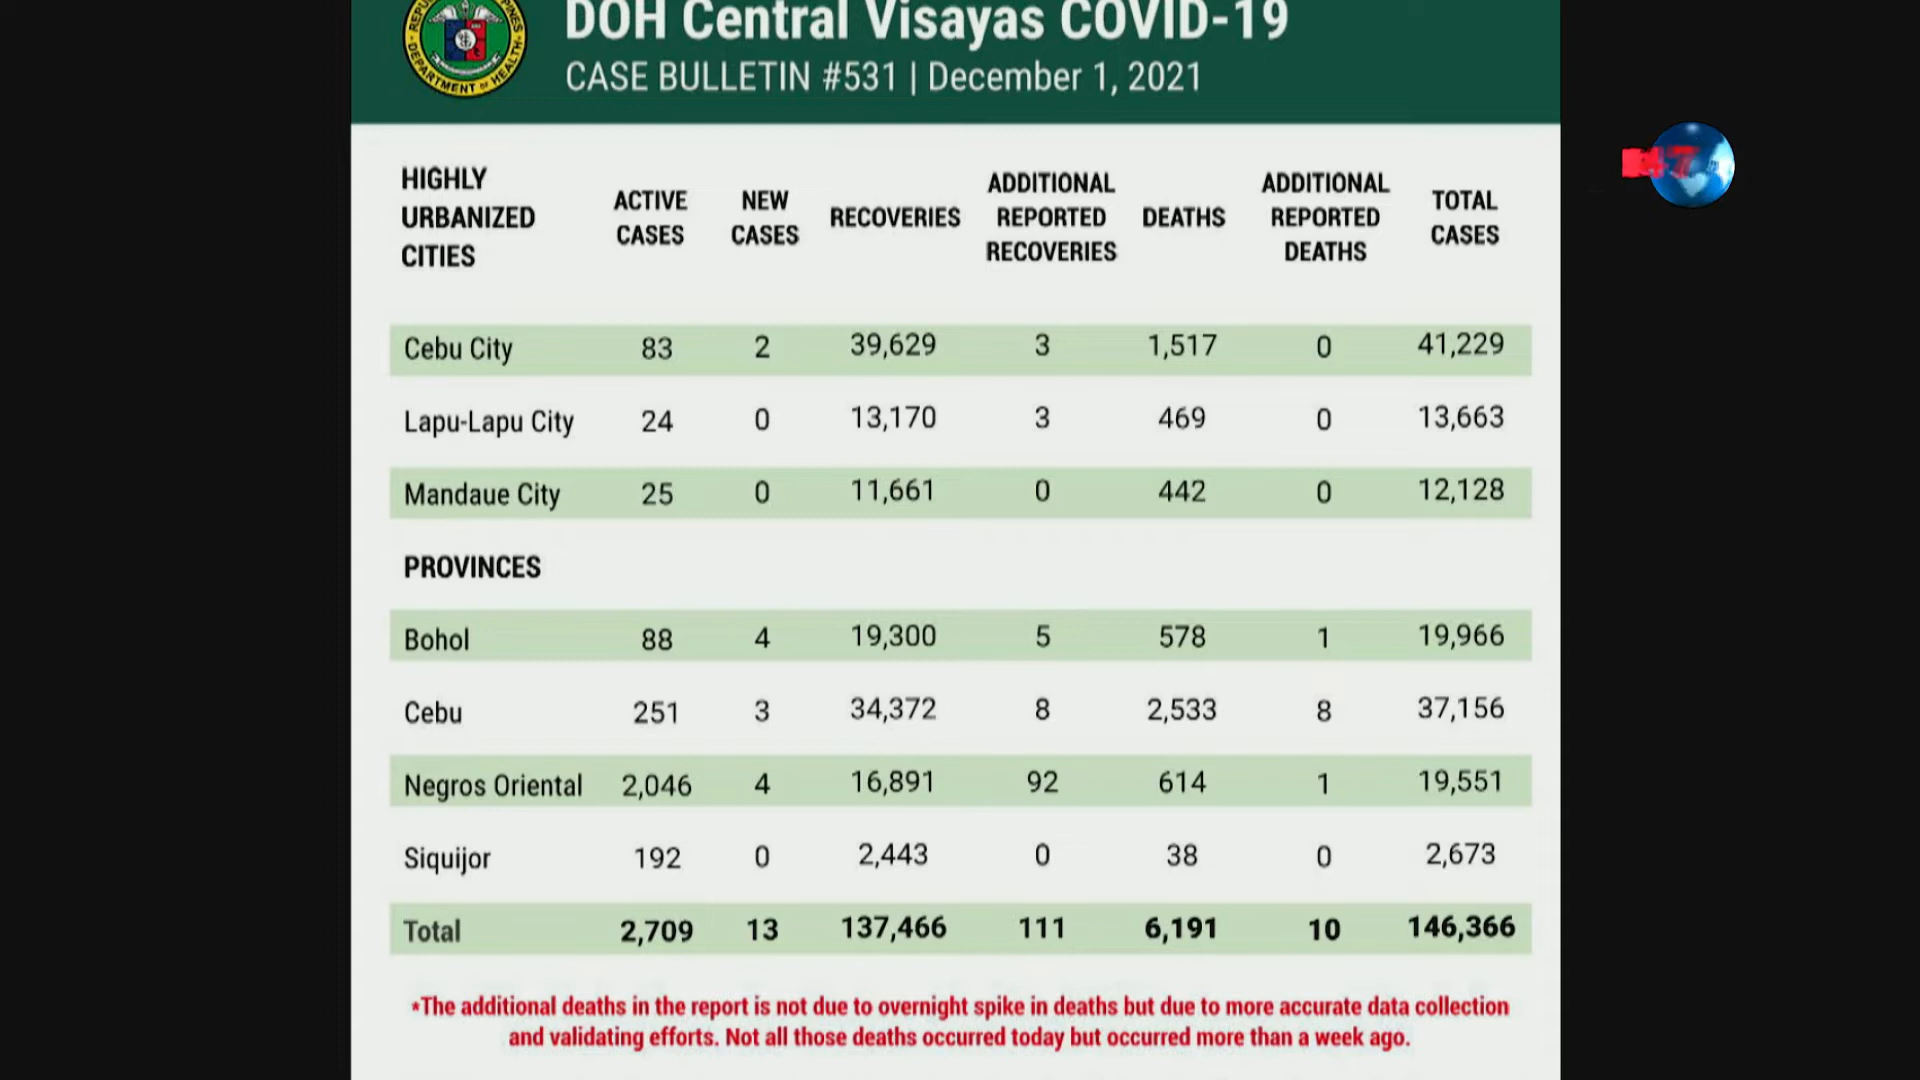 DOH Central Visayas COVID-19
CASE BULLETIN #531 | December 1, 2021
DEPARTMENT OF HEALTH
HIGHLY URBANIZED CITIES ACTIVE CASES NEW CASES RECOVERIES ADDITIONAL REPORTED RECOVERIES DEATHS ADDITIONAL REPORTED DEATHS TOTAL CASES
Cebu City 83 2 39,629 3 1,517 0 41,229
Lapu-Lapu City 24 0 13,170 3 469 0 13,663
Mandaue City 25 0 11,661 0 442 0 12,128
PROVINCES
Bohol 88 4 19,300 5 578 1 19,966
Cebu 251 3 34,372 8 2,533 8 37,156
Negros Oriental 2,046 4 16,891 92 614 1 19,551
Siquijor 192 0 2,443 0 38 0 2,673
Total 2,709 13 137,466 111 6,191 10 146,366
*The additional deaths in the report is not due to overnight spike in deaths but due to more accurate data collection
and validating efforts. Not all those deaths occurred today but occurred more than a week ago.